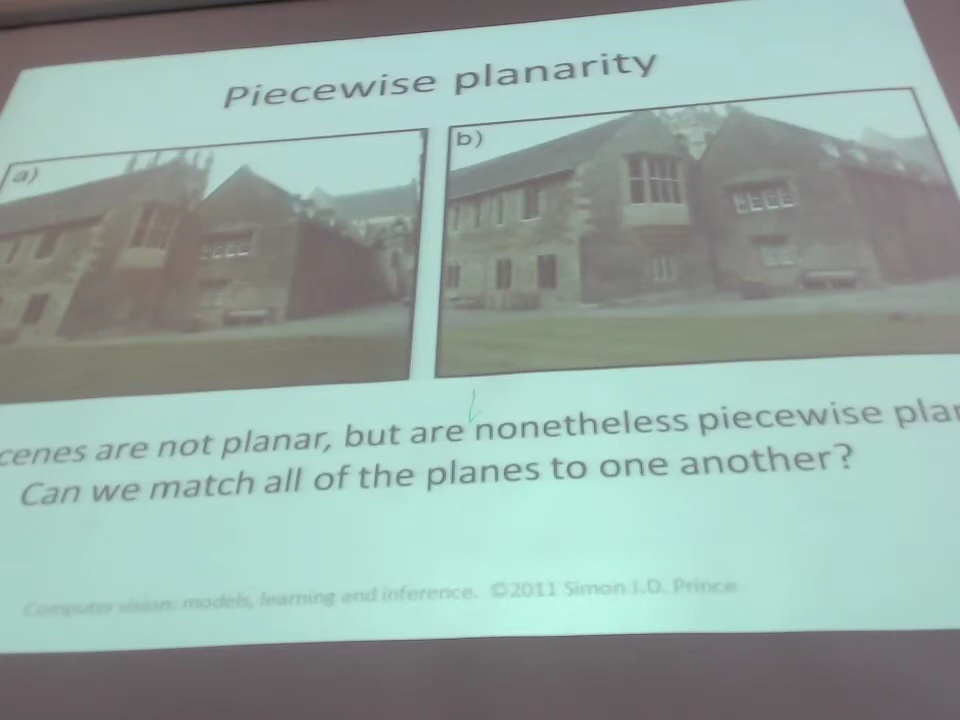 Piecewise planarity
a)
b)
cenes are not planar, but are nonetheless piecewise plan
Can we match all of the planes to one another?
Computer vision: models, learning and inference. ©2011 Simon J.D. Prince